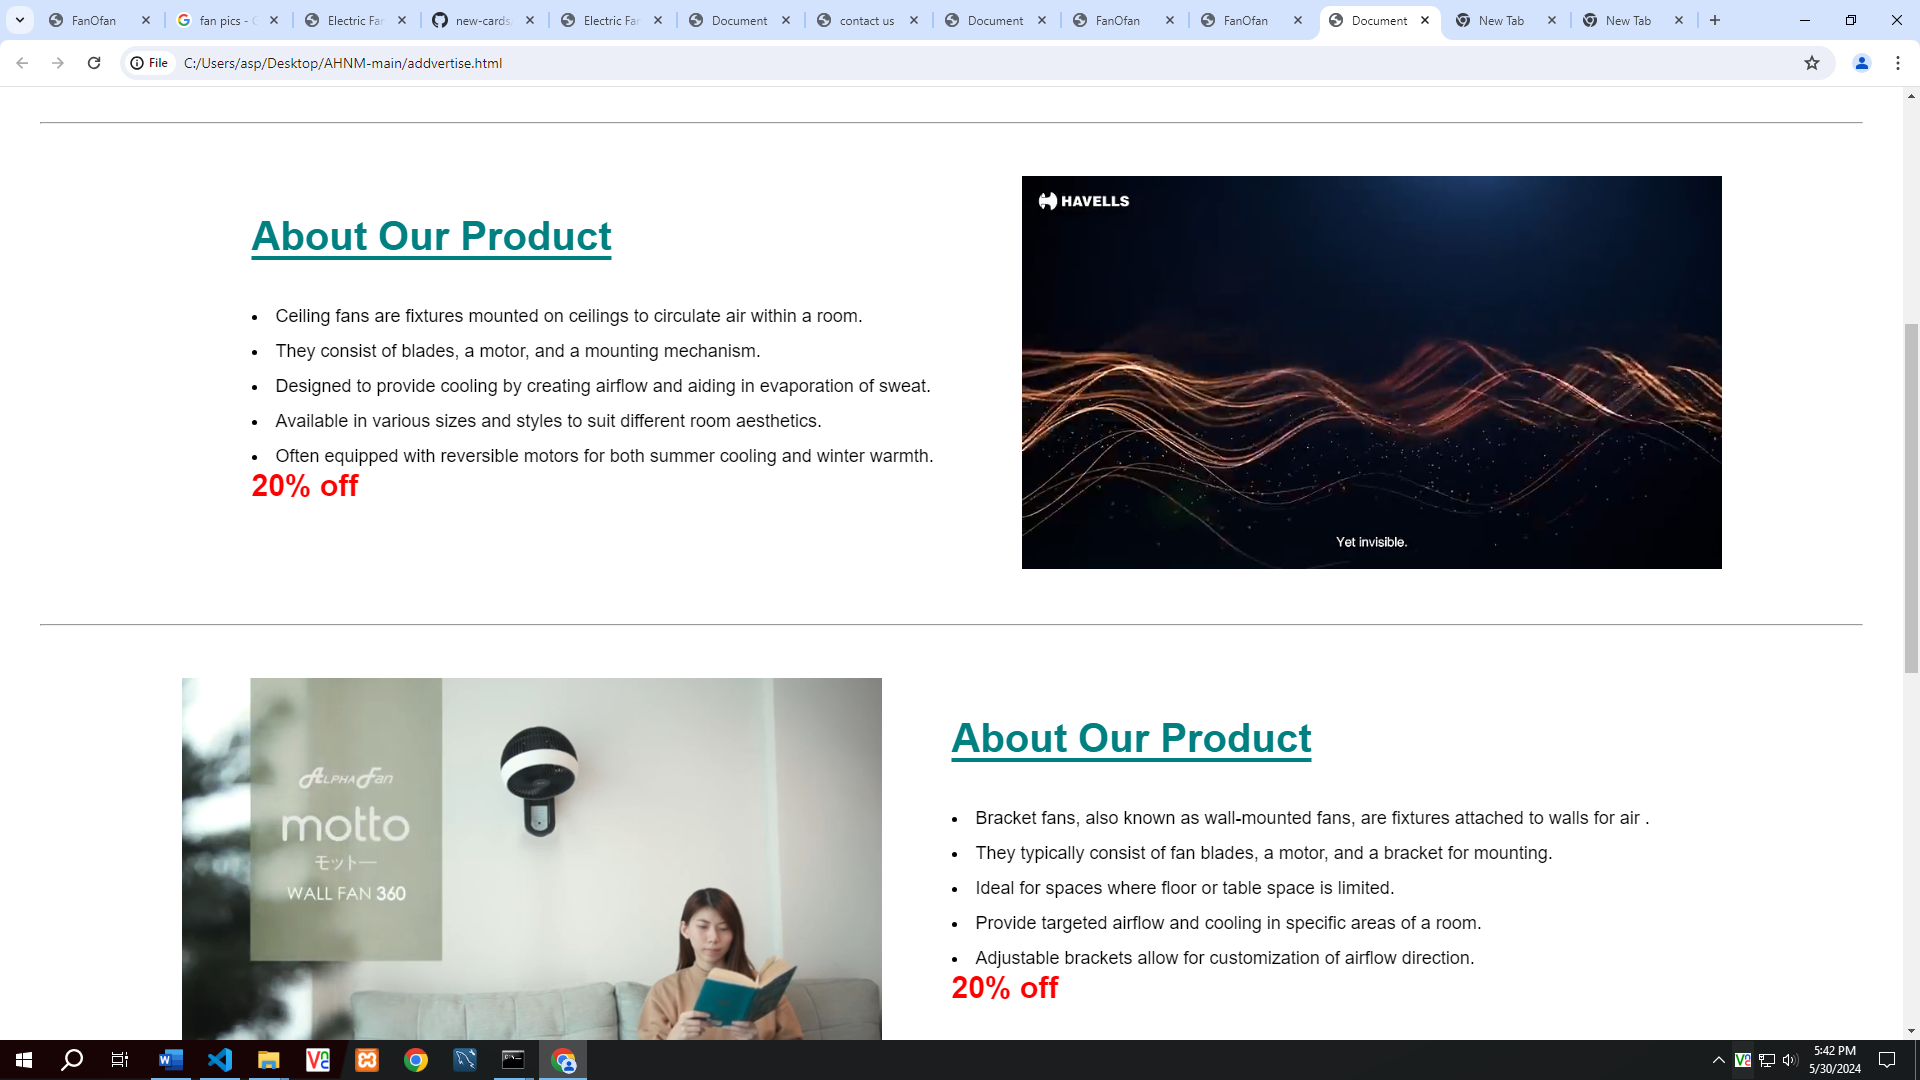 FanOfan
fan pics - G
Electric Fa
new-cards
Electric Fa
Document
contact us
Document
FanOfan
FanOfan
Document
New Tab
New Tab
File
C:/Users/asp/Desktop/AHNM-main/addvertise.html
About Our Product
• Ceiling fans are fixtures mounted on ceilings to circulate air within a room.
• They consist of blades, a motor, and a mounting mechanism.
• Designed to provide cooling by creating airflow and aiding in evaporation of sweat.
• Available in various sizes and styles to suit different room aesthetics.
• Often equipped with reversible motors for both summer cooling and winter warmth.
20% off
HAVELLS
Yet invisible.
ALPHA Fan
motto
モットー
WALL FAN 360
About Our Product
• Bracket fans, also known as wall-mounted fans, are fixtures attached to walls for air .
• They typically consist of fan blades, a motor, and a bracket for mounting.
• Ideal for spaces where floor or table space is limited.
• Provide targeted airflow and cooling in specific areas of a room.
• Adjustable brackets allow for customization of airflow direction.
20% off
5:42 PM
5/30/2024